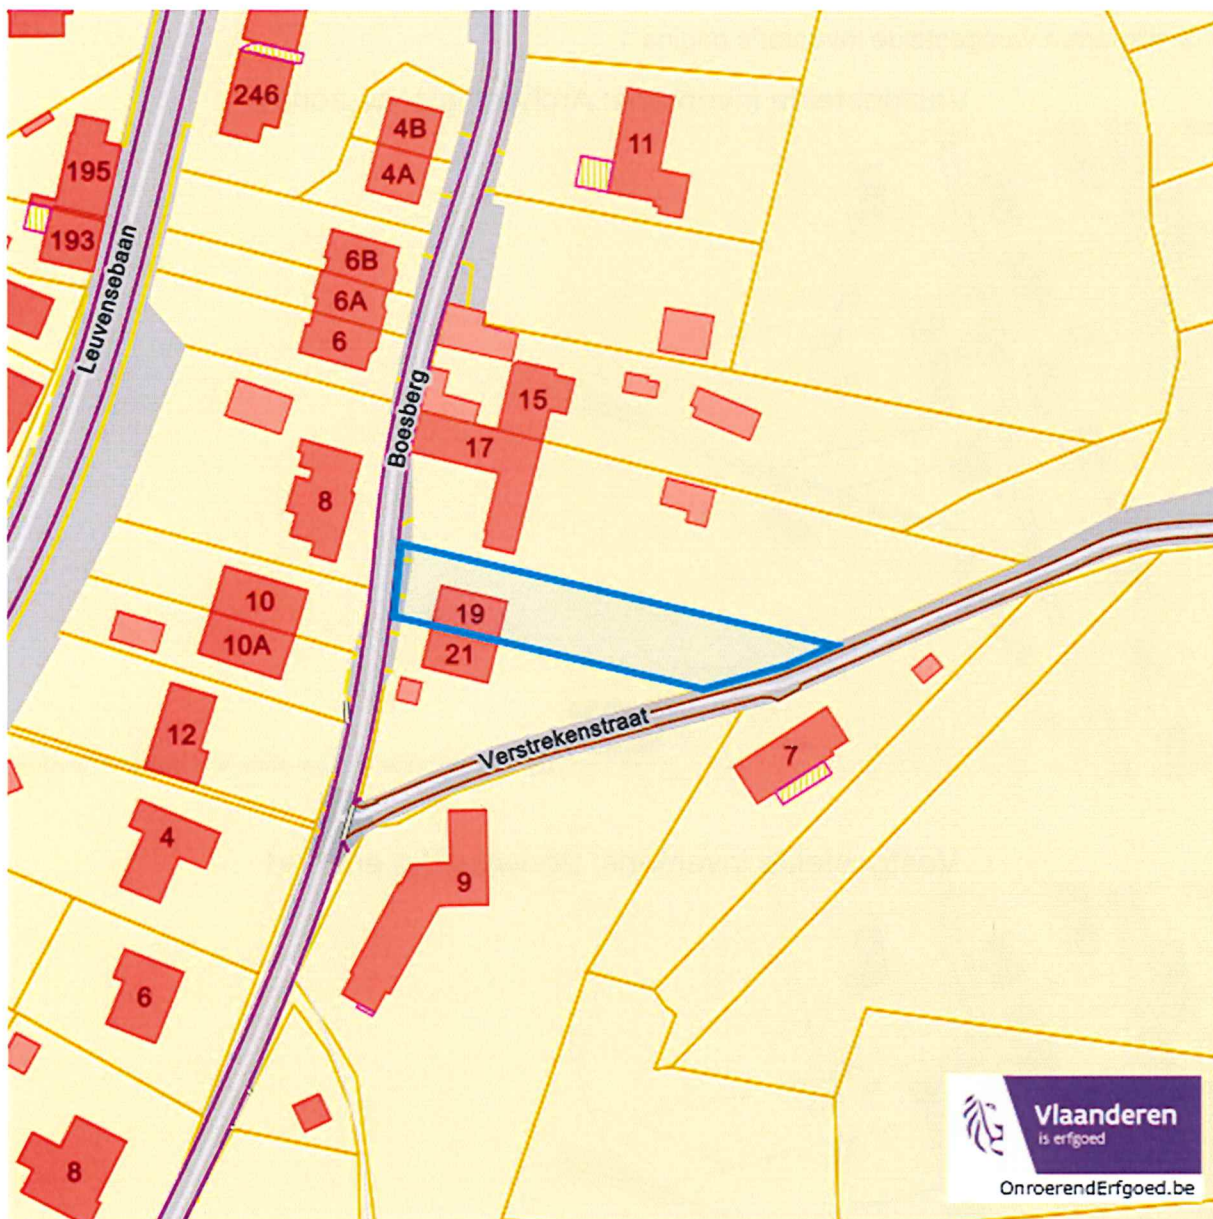 246
4B
4A
11
195
193
6B
6A
6
Leuvensebaan
Boesberg
15
17
8
10
10A
19
21
12
Verstrekenstraat
7
4
9
6
8
Vlaanderen
is erfgoed
OnroerendErfgoed.be